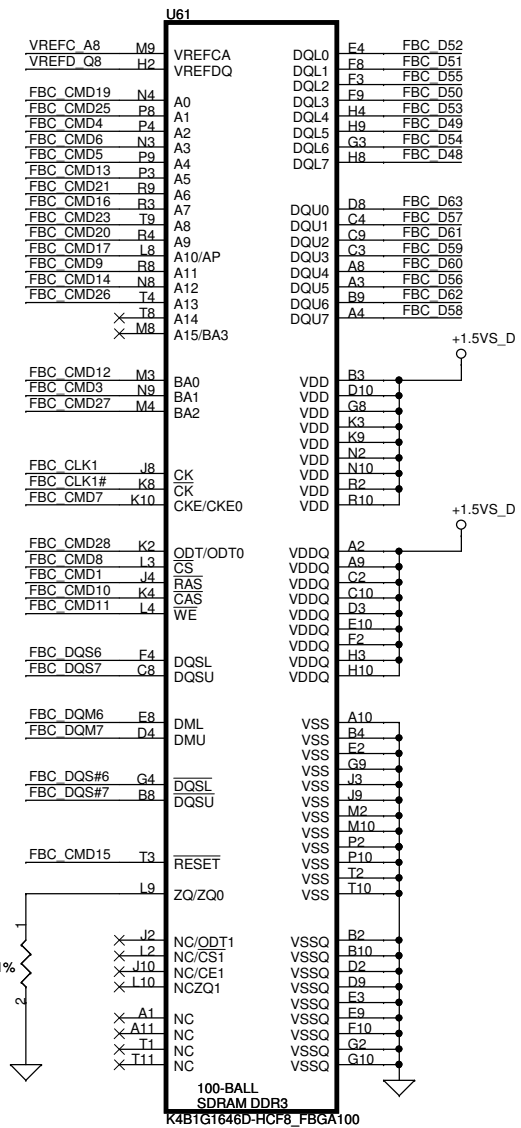 U61
VREFC_A8 M9 VREFCA DQL0 E4 FBC_D52
VREFD_Q8 H2 VREFDQ DQL1 F8 FBC_D51
DQL2 F3 FBC_D55
FBC_CMD19 N4 A0 DQL3 F9 FBC_D50
FBC_CMD25 P8 A1 DQL4 H4 FBC_D53
FBC_CMD4 P4 A2 DQL5 H9 FBC_D49
FBC_CMD6 N3 A3 DQL6 G3 FBC_D54
FBC_CMD5 P9 A4 DQL7 H8 FBC_D48
FBC_CMD13 P3 A5
FBC_CMD21 R9 A6
FBC_CMD16 R3 A7 DQU0 D8 FBC_D63
FBC_CMD23 T9 A8 DQU1 C4 FBC_D57
FBC_CMD20 R4 A9 DQU2 C9 FBC_D61
FBC_CMD17 L8 A10/AP DQU3 C3 FBC_D59
FBC_CMD9 R8 A11 DQU4 A8 FBC_D60
FBC_CMD14 N8 A12 DQU5 A3 FBC_D56
FBC_CMD26 T4 A13 DQU6 B9 FBC_D62
T8 A14 DQU7 A4 FBC_D58
M8 A15/BA3
+1.5VS_D
FBC_CMD12 M3 BA0 VDD B3
FBC_CMD3 N9 BA1 VDD D10
FBC_CMD27 M4 BA2 VDD G8
VDD K3
VDD K9
VDD N2
FBC_CLK1 J8 CK VDD N10
FBC_CLK1# K8 CK VDD R2
FBC_CMD7 K10 CKE/CKE0 VDD R10
+1.5VS_D
FBC_CMD28 K2 ODT/ODT0 VDDQ A2
FBC_CMD8 L3 CS VDDQ A9
FBC_CMD1 J4 RAS VDDQ C2
FBC_CMD10 K4 CAS VDDQ C10
FBC_CMD11 L4 WE VDDQ D3
VDDQ E10
VDDQ F2
FBC_DQS6 F4 DQSL VDDQ H3
FBC_DQS7 C8 DQSU VDDQ H10
FBC_DQM6 E8 DML VSS A10
FBC_DQM7 D4 DMU VSS B4
VSS E2
VSS G9
FBC_DQS#6 G4 DQSL VSS J3
FBC_DQS#7 B8 DQSU VSS J9
VSS M2
VSS M10
VSS P2
FBC_CMD15 T3 RESET VSS P10
VSS T2
L9 ZQ/ZQ0 VSS T10
1
J2 NC/ODT1 VSSQ B2
L2 NC/CS1 VSSQ B10
J10 NC/CE1 VSSQ D2
L10 NCZQ1 VSSQ D9
VSSQ E3
2
A1 NC VSSQ E9
A11 NC VSSQ F10
T1 NC VSSQ G2
T11 NC VSSQ G10
100-BALL
SDRAM DDR3
K4B1G1646D-HCF8_FBGA100